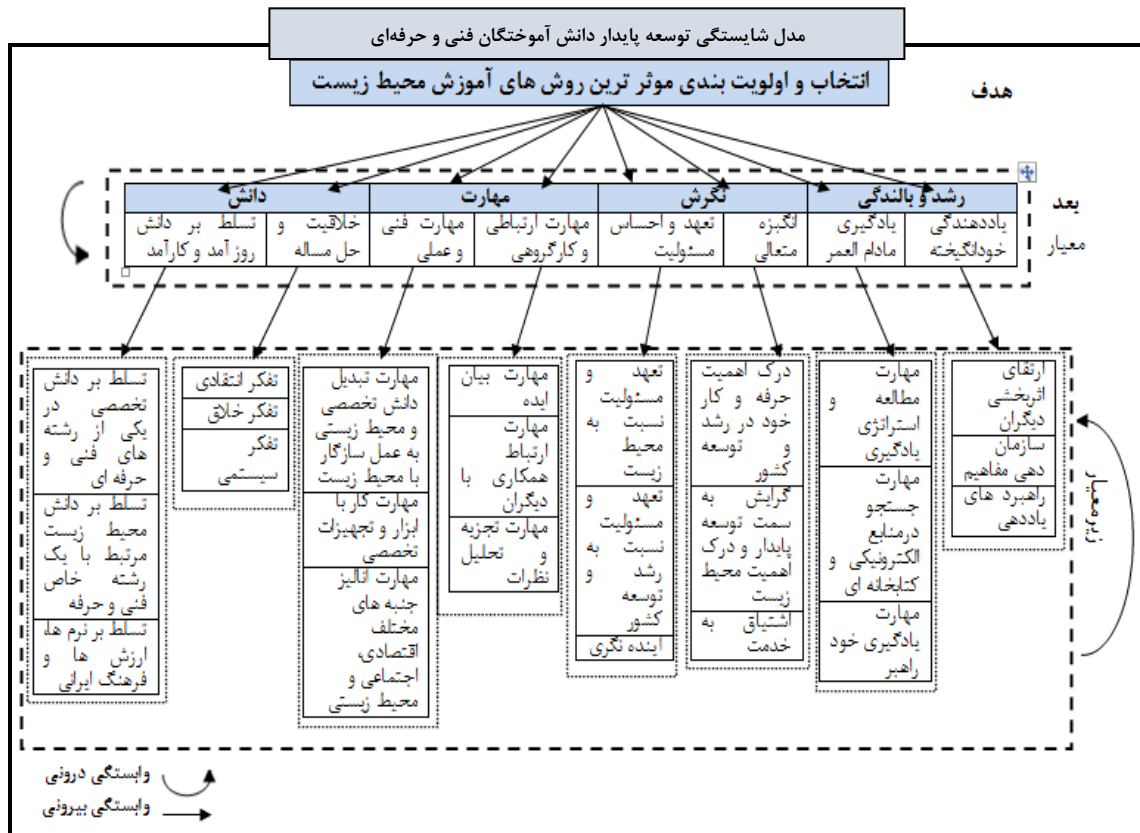 مدل شایستگی توسعه پایدار دانش آموختگان فنی و حرفه‌ای
انتخاب و اولویت بندی موثر ترین روش های آموزش محیط زیست
هدف
بعد
رشد و بالندگی
نگرش
مهارت
دانش
معیار
یاددهندگی
خودانگیخته
یادگیری
مادام العمر
انگیزه
متعالی
تعهد و احساس
مسئولیت
مهارت ارتباطی
و کارگروهی
مهارت فنی
و عملی
خلاقیت و
حل مساله
تسلط بر دانش
روز آمد و کارآمد
زیرمعیار
ارتقای
اثربخشی
دیگران
سازمان
دهی مفاهیم
راهبرد های
یاددهی
مهارت
مطالعه و
استراتژی
یادگیری
مهارت
جستجو
درمنابع
الکترونیکی و
کتابخانه ای
مهارت
یادگیری خود
راهبر
درک اهمیت
حرفه و کار
خود در رشد
و توسعه
کشور
گرایش به
سمت توسعه
پایدار و درک
اهمیت محیط
زیست
اشتیاق به
خدمت
تعهد و
مسئولیت
نسبت به
محیط
زیست
تعهد و
مسئولیت
نسبت به
رشد و
توسعه
کشور
آینده نگری
مهارت بیان
ایده
مهارت
ارتباط
همکاری با
دیگران
مهارت تجزیه
و تحلیل
نظرات
مهارت تبدیل
دانش تخصصی
و محیط زیستی
به عمل سازگار
با محیط زیست
مهارت کار با
ابزار و تجهیزات
تخصصی
مهارت آنالیز
جنبه های
مختلف
اقتصادی،
اجتماعی و
محیط زیستی
تفکر انتقادی
تفکر خلاق
تفکر
سیستمی
تسلط بر دانش
تخصصی در
یکی از رشته
های فنی و
حرفه ای
تسلط بر دانش
محیط زیست
مرتبط با یک
رشته خاص
فنی و حرفه
تسلط بر نرم ها،
ارزش ها و
فرهنگ ایرانی
وابستگی درونی
وابستگی بیرونی